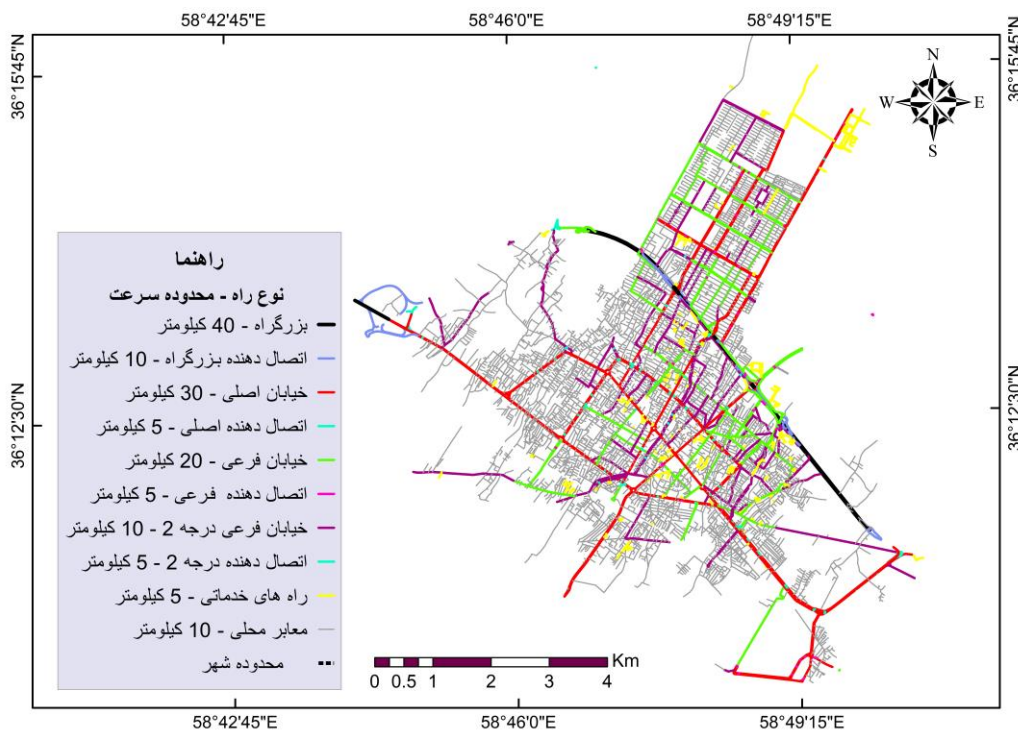 58°42'45"E 58°46'0"E 58°49'15"E
36°15'45"N
36°15'45"N
N
W E
S
راهنما
نوع راه - محدوده سرعت
بزرگراه - 40 کیلومتر
اتصال دهنده بزرگراه - 10 کیلومتر
خیابان اصلی - 30 کیلومتر
اتصال دهنده اصلی - 5 کیلومتر
خیابان فرعی - 20 کیلومتر
اتصال دهنده فرعی - 5 کیلومتر
خیابان فرعی درجه 2 - 10 کیلومتر
اتصال دهنده درجه 2 - 5 کیلومتر
راه های خدماتی - 5 کیلومتر
معابر محلی - 10 کیلومتر
محدوده شهر
36°12'30"N
36°12'30"N
Km
0 0.5 1 2 3 4
58°42'45"E 58°46'0"E 58°49'15"E